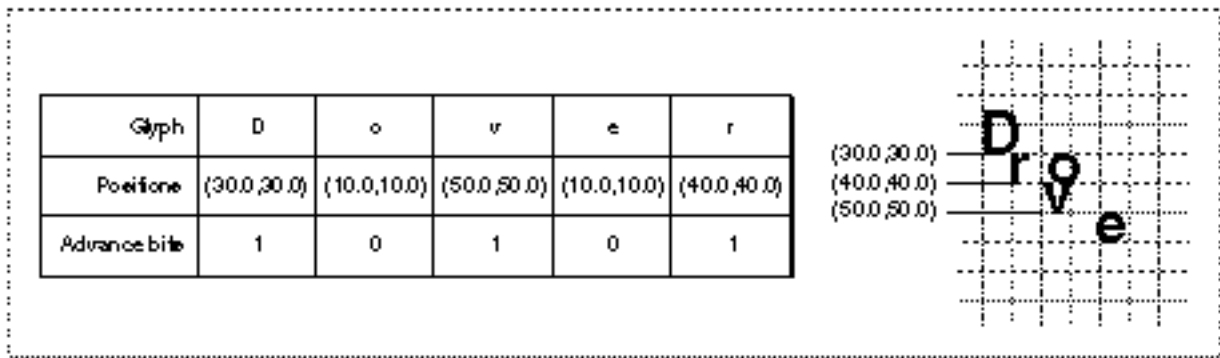 Glyph D o v e r
Positions (30.0,30.0) (10.0,10.0) (50.0,50.0) (10.0,10.0) (40.0,40.0)
Advance bits 1 0 1 0 1
(30.0,30.0)
(40.0,40.0)
(50.0,50.0)
D
r o
v
e